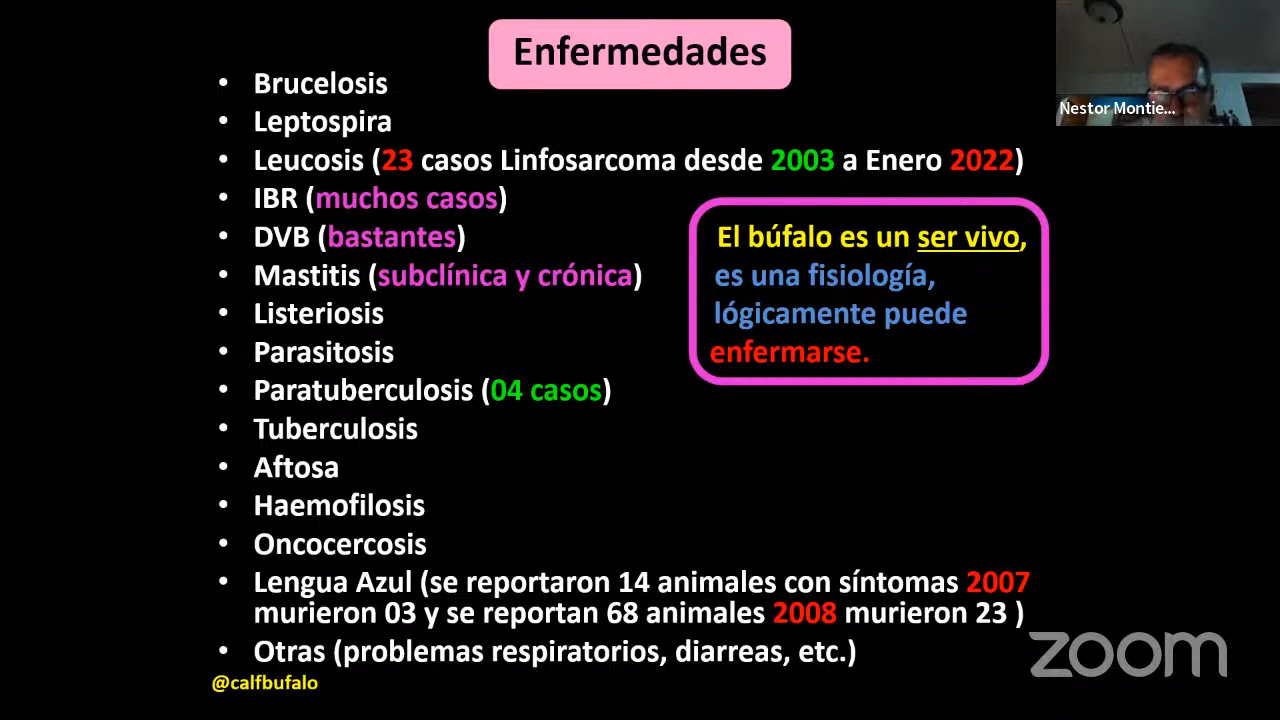 Enfermedades
• Brucelosis
• Leptospira
• Leucosis (23 casos Linfosarcoma desde 2003 a Enero 2022)
• IBR (muchos casos)
• DVB (bastantes)
• Mastitis (subclínica y crónica)
• Listeriosis
• Parasitosis
• Paratuberculosis (04 casos)
• Tuberculosis
• Aftosa
• Haemofilosis
• Oncocercosis
• Lengua Azul (se reportaron 14 animales con síntomas 2007
murieron 03 y se reportan 68 animales 2008 murieron 23 )
• Otras (problemas respiratorios, diarreas, etc.)
El búfalo es un ser vivo,
es una fisiología,
lógicamente puede
enfermarse.
@calfbufalo
Nestor Montie...
zoom